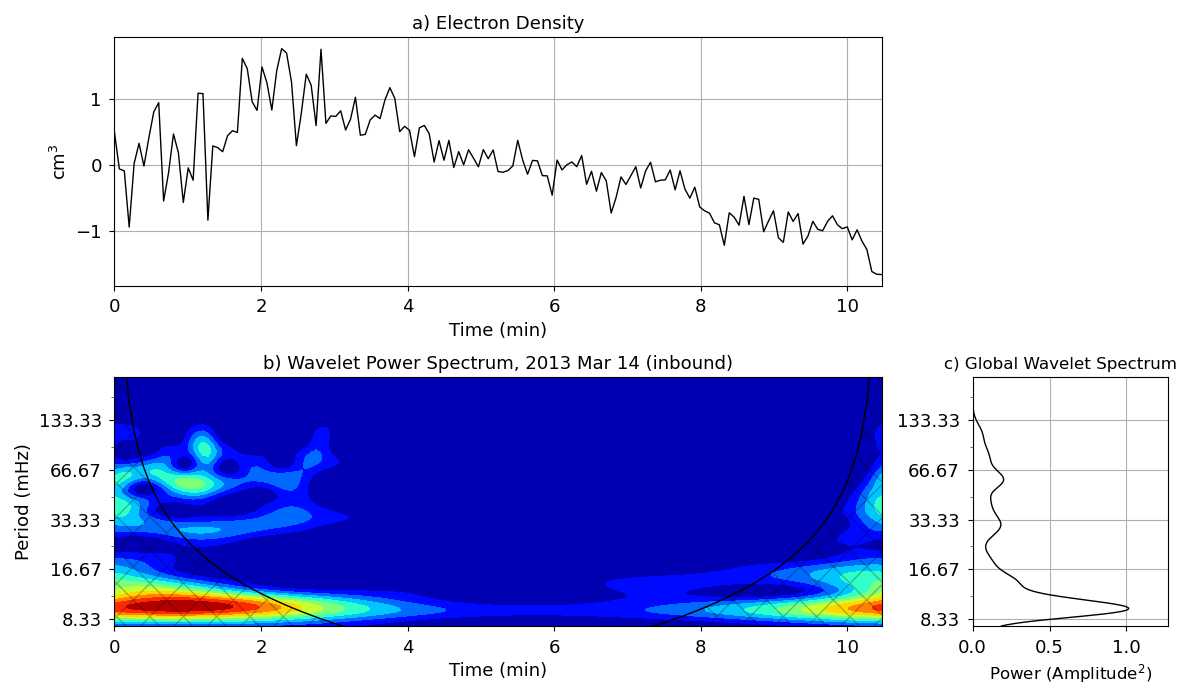 a) Electron Density
cm³
1
0
−1
0 2 4 6 8 10
Time (min)
b) Wavelet Power Spectrum, 2013 Mar 14 (inbound)
Period (mHz)
133.33
66.67
33.33
16.67
8.33
0 2 4 6 8 10
Time (min)
c) Global Wavelet Spectrum
133.33
66.67
33.33
16.67
8.33
0.0 0.5 1.0
Power (Amplitude²)